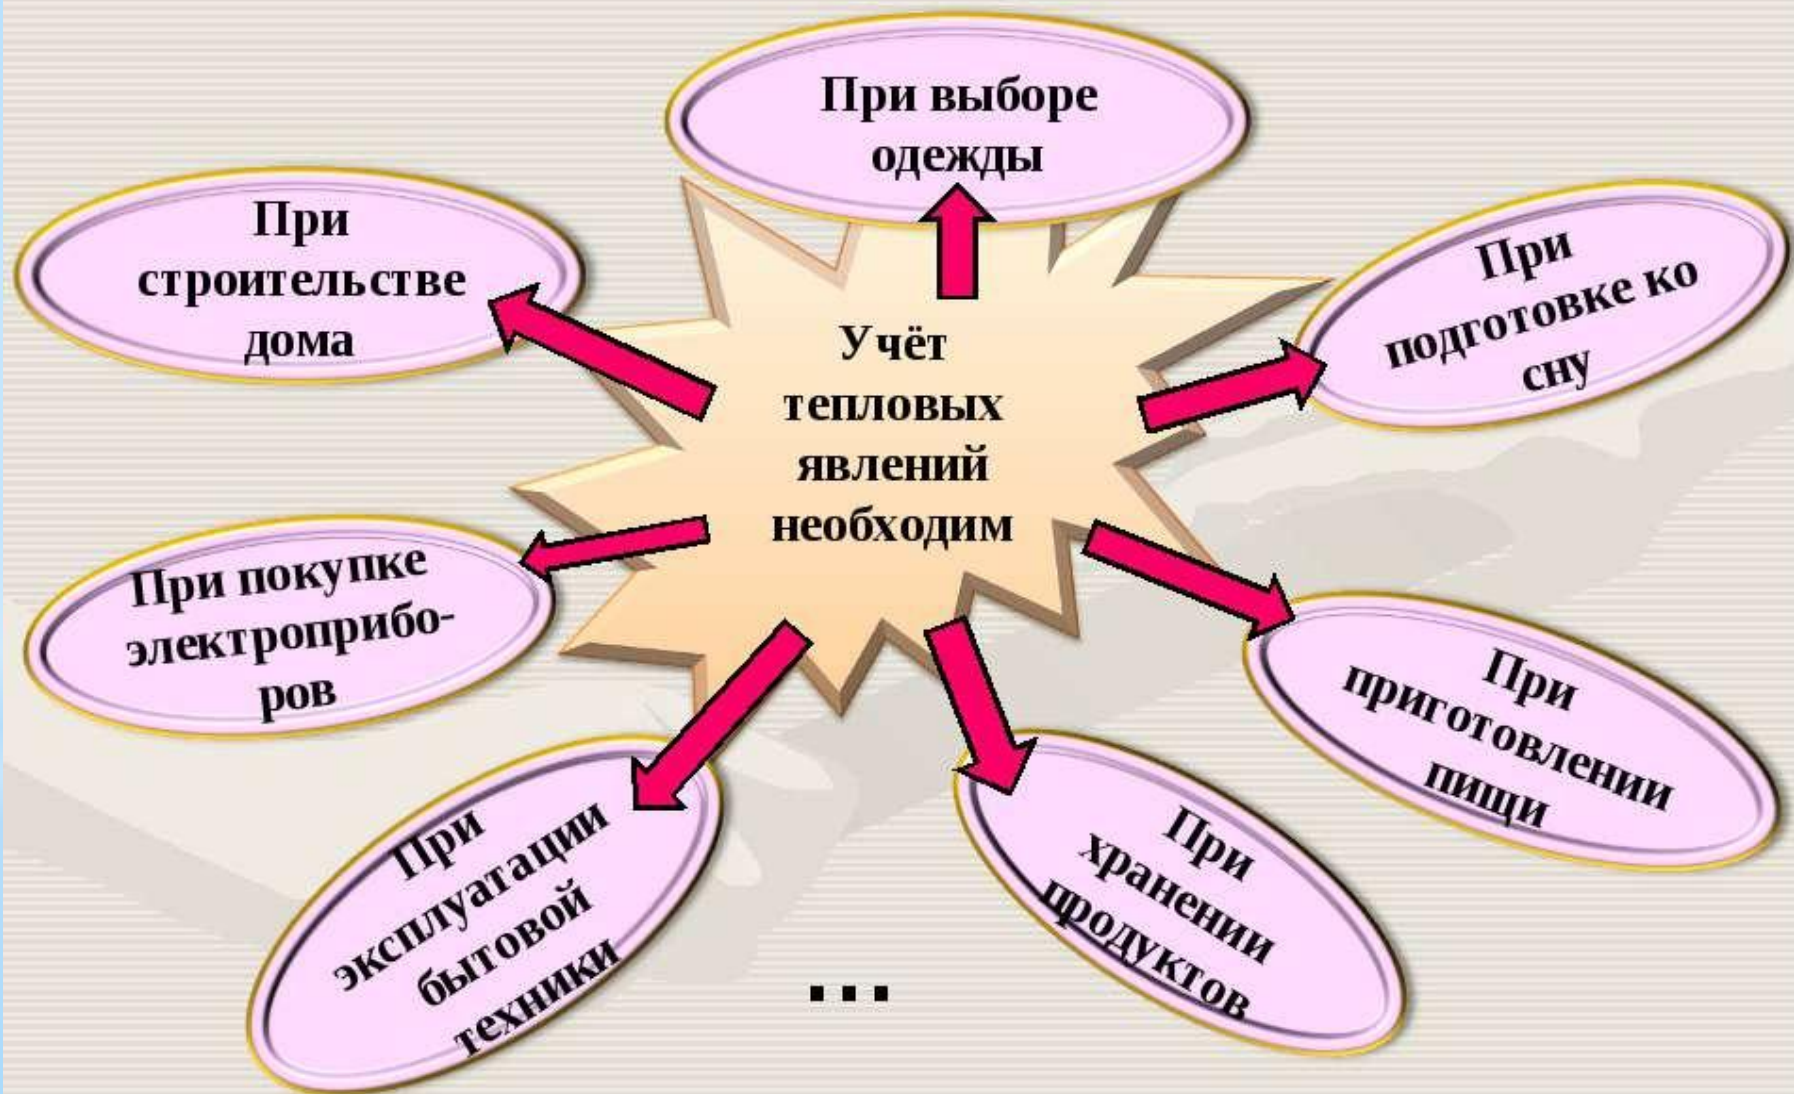 При выборе
одежды
При
строительстве
дома
При
подготовке ко
сну
Учёт
тепловых
явлений
необходим
При покупке
электроприбо-
ров
При
приготовлении
пищи
При
эксплуатации
бытовой
техники
При
хранении
продуктов
...